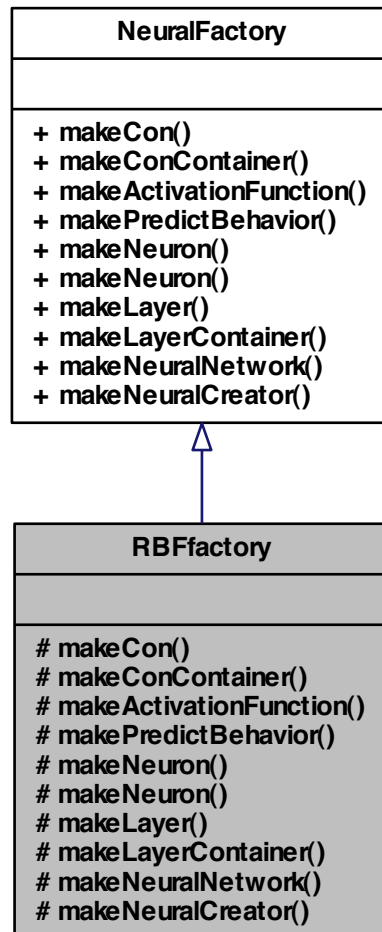 NeuralFactory
+ makeCon()
+ makeConContainer()
+ makeActivationFunction()
+ makePredictBehavior()
+ makeNeuron()
+ makeNeuron()
+ makeLayer()
+ makeLayerContainer()
+ makeNeuralNetwork()
+ makeNeuralCreator()
RBFfactory
# makeCon()
# makeConContainer()
# makeActivationFunction()
# makePredictBehavior()
# makeNeuron()
# makeNeuron()
# makeLayer()
# makeLayerContainer()
# makeNeuralNetwork()
# makeNeuralCreator()